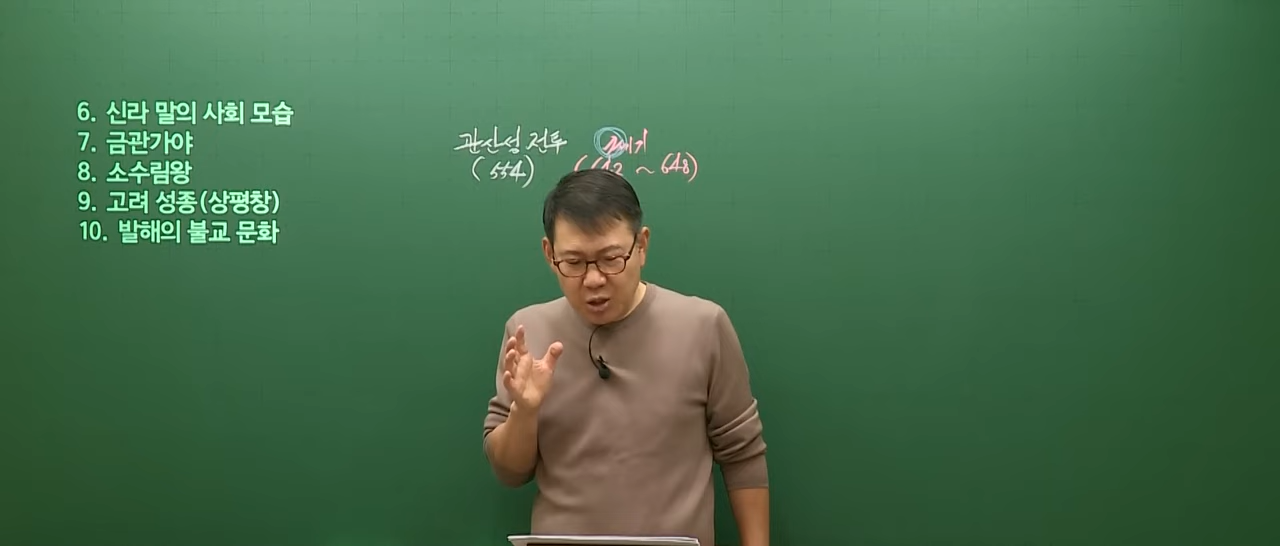 6. 신라 말의 사회 모습
7. 금관가야
8. 소수림왕
9. 고려 성종(상평창)
10. 발해의 불교 문화
관산성 전투
(554)
(642 ~ 648)